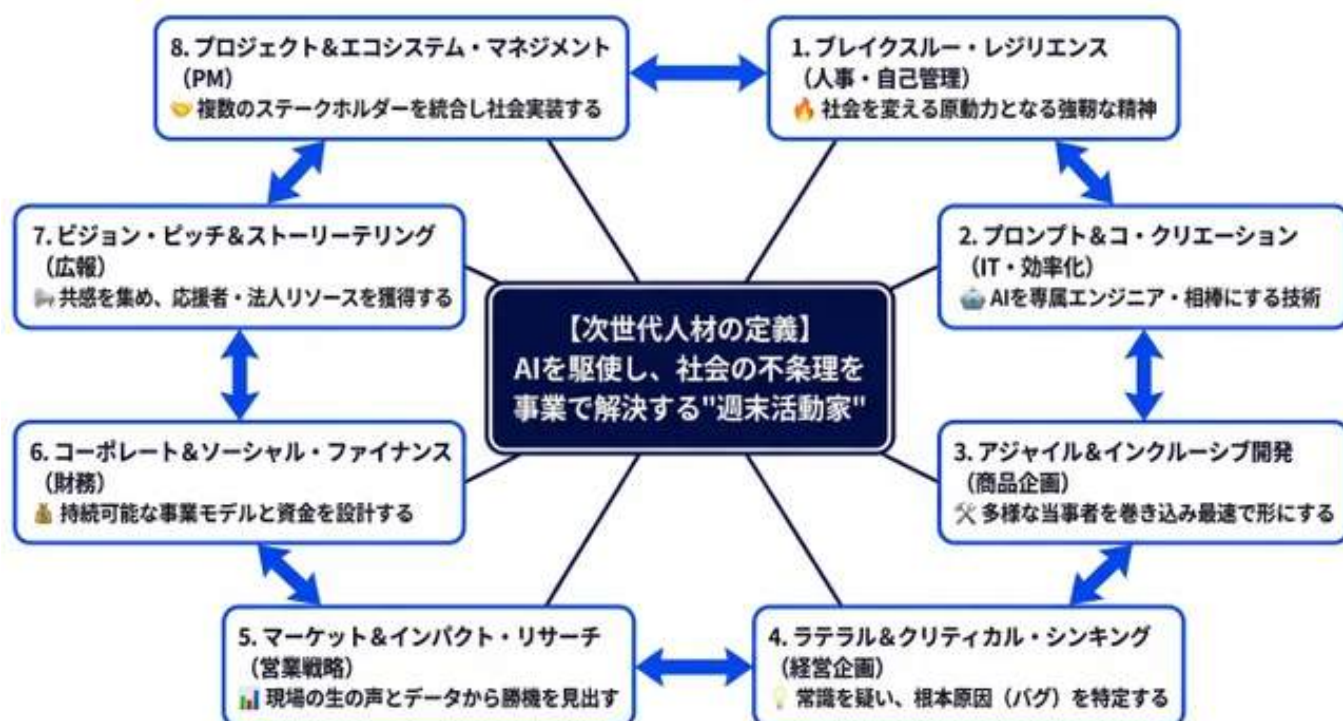 8. プロジェクト＆エコシステム・マネジメント
（PM）
🤝 複数のステークホルダーを統合し社会実装する
1. ブレイクスルー・レジリエンス
（人事・自己管理）
🔥 社会を変える原動力となる強靭な精神
7. ビジョン・ピッチ＆ストーリーテリング
（広報）
共感を集め、応援者・法人リソースを獲得する
2. プロンプト＆コ・クリエーション
（IT・効率化）
🤖 AIを専属エンジニア・相棒にする技術
【次世代人材の定義】
AIを駆使し、社会の不条理を
事業で解決する"週末活動家"
6. コーポレート＆ソーシャル・ファイナンス
（財務）
💰 持続可能な事業モデルと資金を設計する
3. アジャイル＆インクルーシブ開発
（商品企画）
🛠 多様な当事者を巻き込み最速で形にする
5. マーケット＆インパクト・リサーチ
（営業戦略）
📊 現場の生の声とデータから勝機を見出す
4. ラテラル＆クリティカル・シンキング
（経営企画）
💡 常識を疑い、根本原因（バグ）を特定する